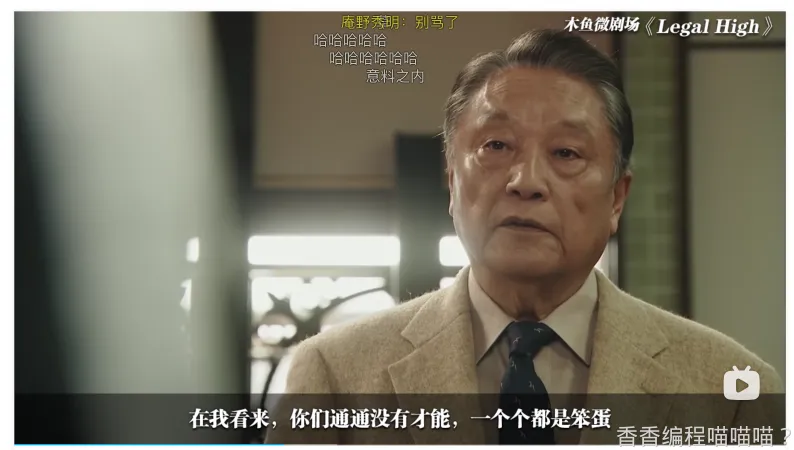 庵野秀明：别骂了
木鱼微剧场《Legal High》
哈哈哈哈哈
哈哈哈哈哈哈
意料之内
在我看来，你们通通没有才能，一个个都是笨蛋
香香编程喵喵喵？